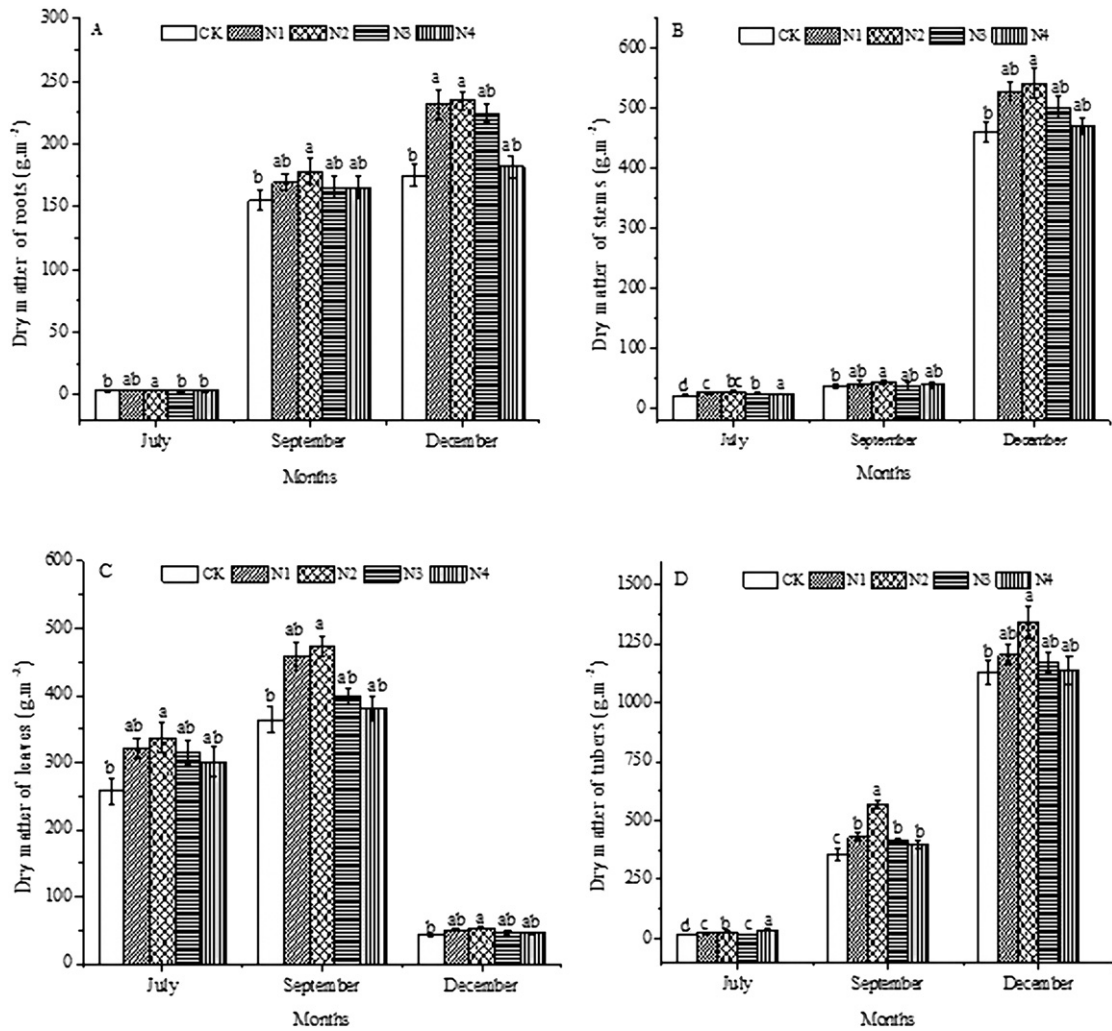 A
CK N1 N2 N3 N4
Dry matter of roots (g.m⁻²)
300
250
200
150
100
50
0
b ab a b b
b ab a ab ab
b a a ab ab
July September December
Months
B
CK N1 N2 N3 N4
Dry matter of stems (g.m⁻²)
600
500
400
300
200
100
0
d c bc b a
b ab a ab ab
b ab a ab ab
July September December
Months
C
CK N1 N2 N3 N4
Dry matter of leaves (g.m⁻²)
600
500
400
300
200
100
0
b ab a ab ab
b ab a ab ab
b ab a ab ab
July September December
Months
D
CK N1 N2 N3 N4
Dry matter of tubers (g.m⁻²)
1500
1250
1000
750
500
250
0
d c b c a
c b a b b
b ab a ab ab
July September December
Months